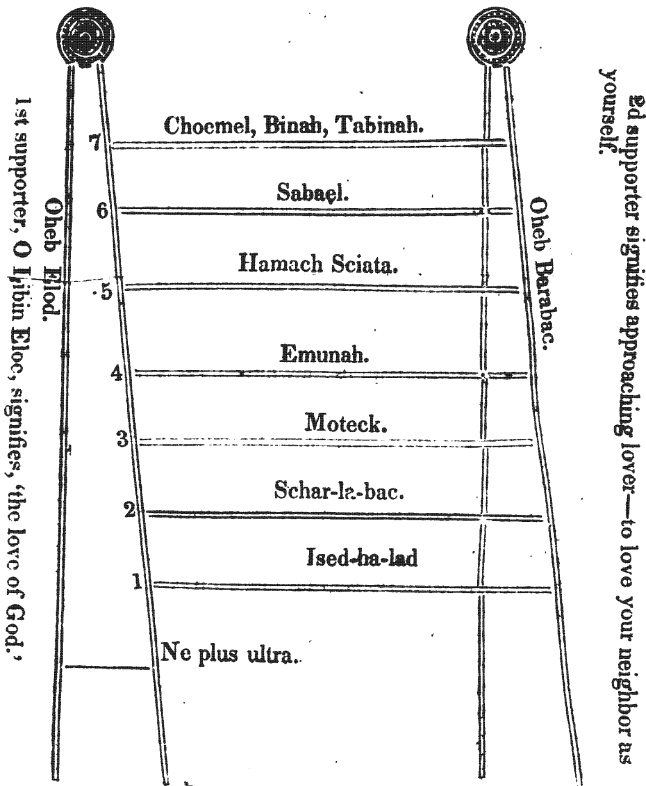 2d supporter signifies approaching lover—to love your neighbor as
yourself.
7 Chocmel, Binah, Tabinah.
6 Sabael.
5 Hamach Sciata.
4 Emunah.
3 Moteck.
2 Schar-la-bac.
1 Ised-ha-lad
Ne plus ultra.
Oheb Elod.
Oheb Barabac.
1st supporter, O Libin Eloc, signifies, 'the love of God.'